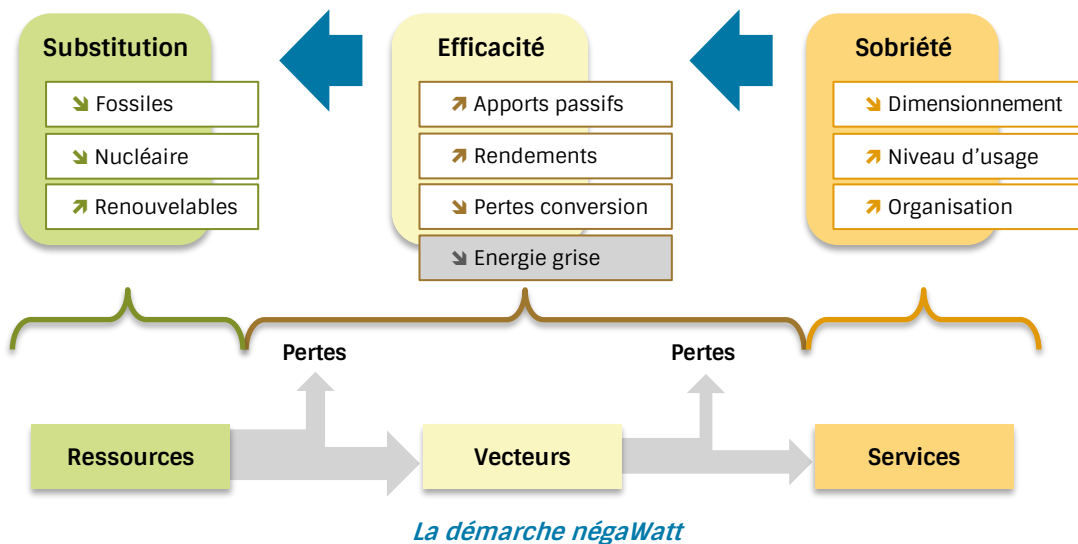 Substitution
Efficacité
Sobriété
Fossiles
Apports passifs
Dimensionnement
Nucléaire
Rendements
Niveau d’usage
Renouvelables
Pertes conversion
Organisation
Energie grise
Pertes
Pertes
Ressources
Vecteurs
Services
La démarche négaWatt